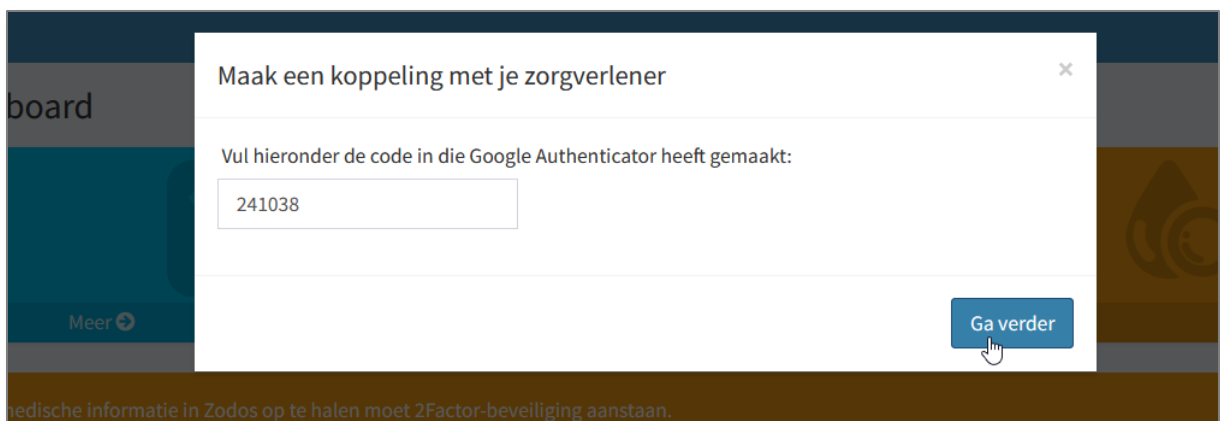 Maak een koppeling met je zorgverlener
×
board
Vul hieronder de code in die Google Authenticator heeft gemaakt:
241038
Meer
Ga verder
medische informatie in Zodos op te halen moet 2Factor-beveiliging aanstaan.